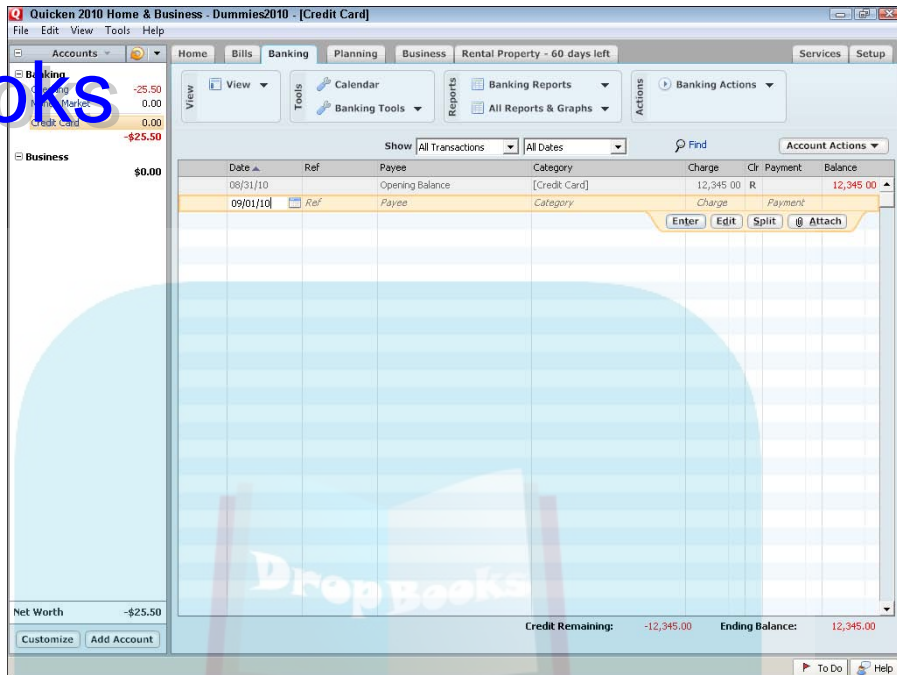 Quicken 2010 Home & Business - Dummies2010 - [Credit Card]
File Edit View Tools Help
Accounts
Home Bills Banking Planning Business Rental Property - 60 days left Services Setup
Banking
-25.50
Market 0.00
Credit Card 0.00
-$25.50
Business
$0.00
oks
View
View
Tools
Calendar
Banking Tools
Reports
Banking Reports
All Reports & Graphs
Actions
Banking Actions
Show All Transactions All Dates Find Account Actions
Date Ref Payee Category Charge Clr Payment Balance
08/31/10 Opening Balance [Credit Card] 12,345 00 R 12,345 00
09/01/10 Ref Payee Category Charge Payment
Enter Edit Split Attach
DropBooks
Net Worth -$25.50
Credit Remaining: -12,345.00 Ending Balance: 12,345.00
Customize Add Account
To Do Help